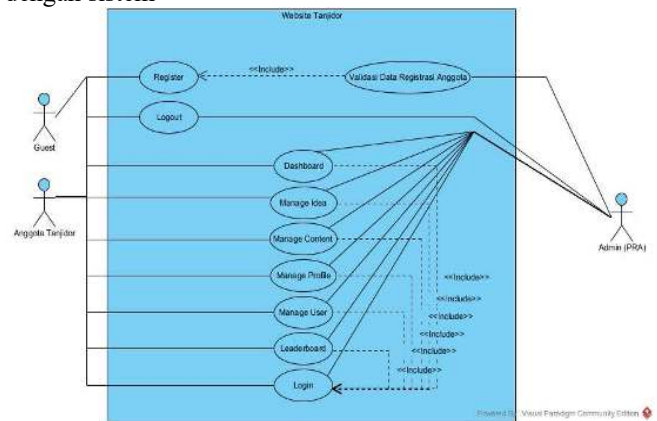 dengan sistem
Website Tanjidor
Register
<<Include>>
Validasi Data Registrasi Anggota
Guest
Logout
Dashboard
Anggota Tanjidor
Manage Idea
Admin (PRA)
Manage Content
Manage Profile
<<Include>>
<<Include>>
Manage User
<<Include>>
<<Include>>
Leaderboard
<<Include>>
<<Include>>
Login
Powered By Visual Paradigm Community Edition